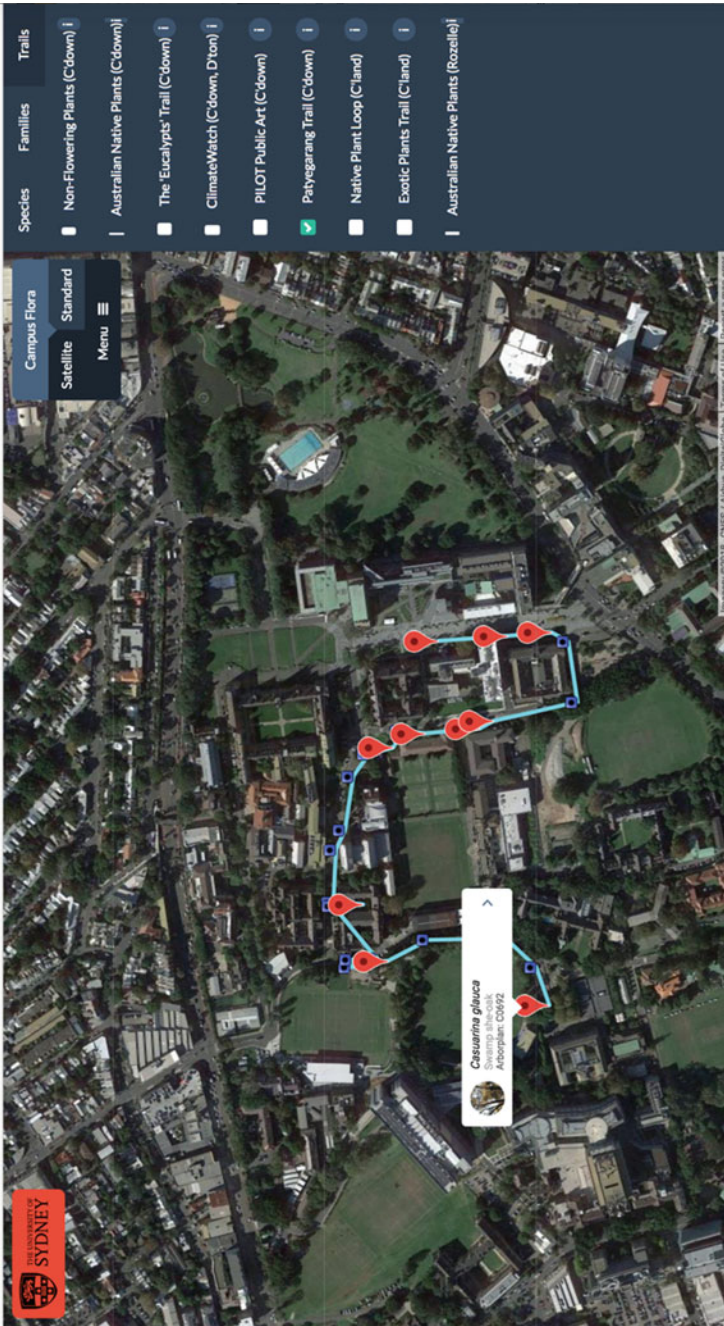 THE UNIVERSITY OF
SYDNEY
Campus Flora
Satellite Standard
Menu
Species Families Trails
Non-Flowering Plants (C'down) i
Australian Native Plants (C'down) i
The 'Eucalypts' Trail (C'down) i
ClimateWatch (C'down, D'ton) i
PILOT Public Art (C'down) i
Patyegarang Trail (C'down) i
Native Plant Loop (C'land) i
Exotic Plants Trail (C'land) i
Australian Native Plants (Rozelle) i
Casuarina glauca
Swamp she-oak
Arborplan: C0692